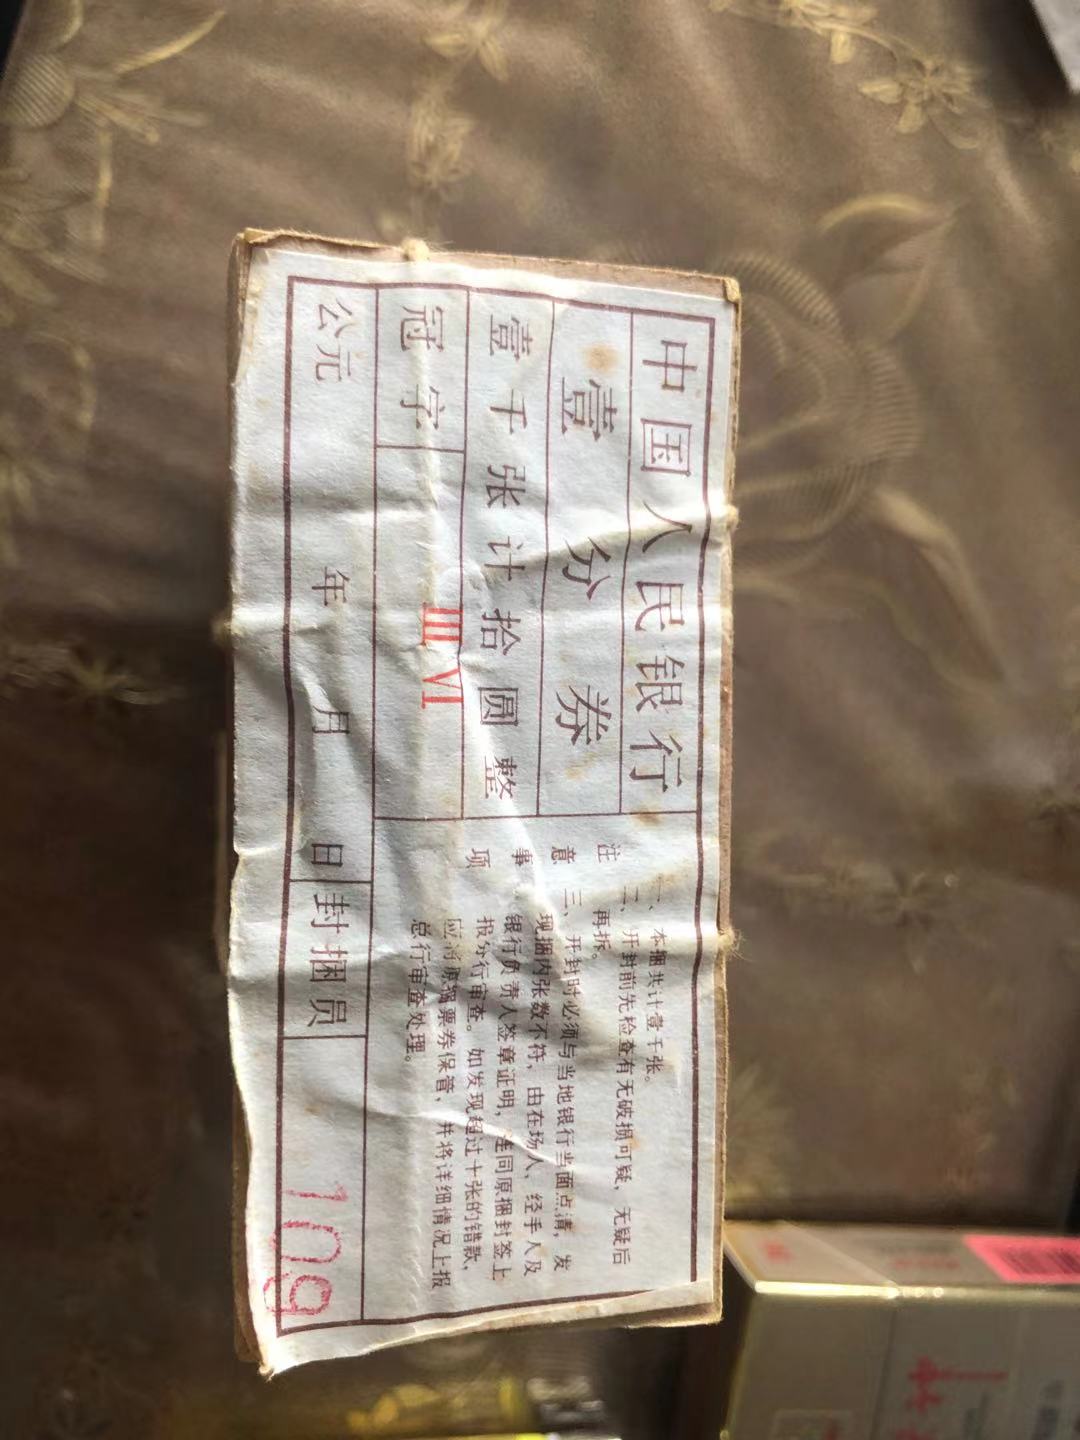 中国人民银行
壹分券
壹千张计拾圆整
冠字 ⅢⅥ
公元 年 月 日 封捆员 109
注意事项
一、本捆共计壹千张。
二、开封前先检查有无破损可疑，无疑后
再拆。
三、开封时必须与当地银行当面点清，发
现捆内张数不符，由在场人、经手人及
银行负责人签章证明，连同原捆封签上
报分行审查。如发现超过十张的错款，
应将原捆票券保管，并将详细情况上报
总行审查处理。